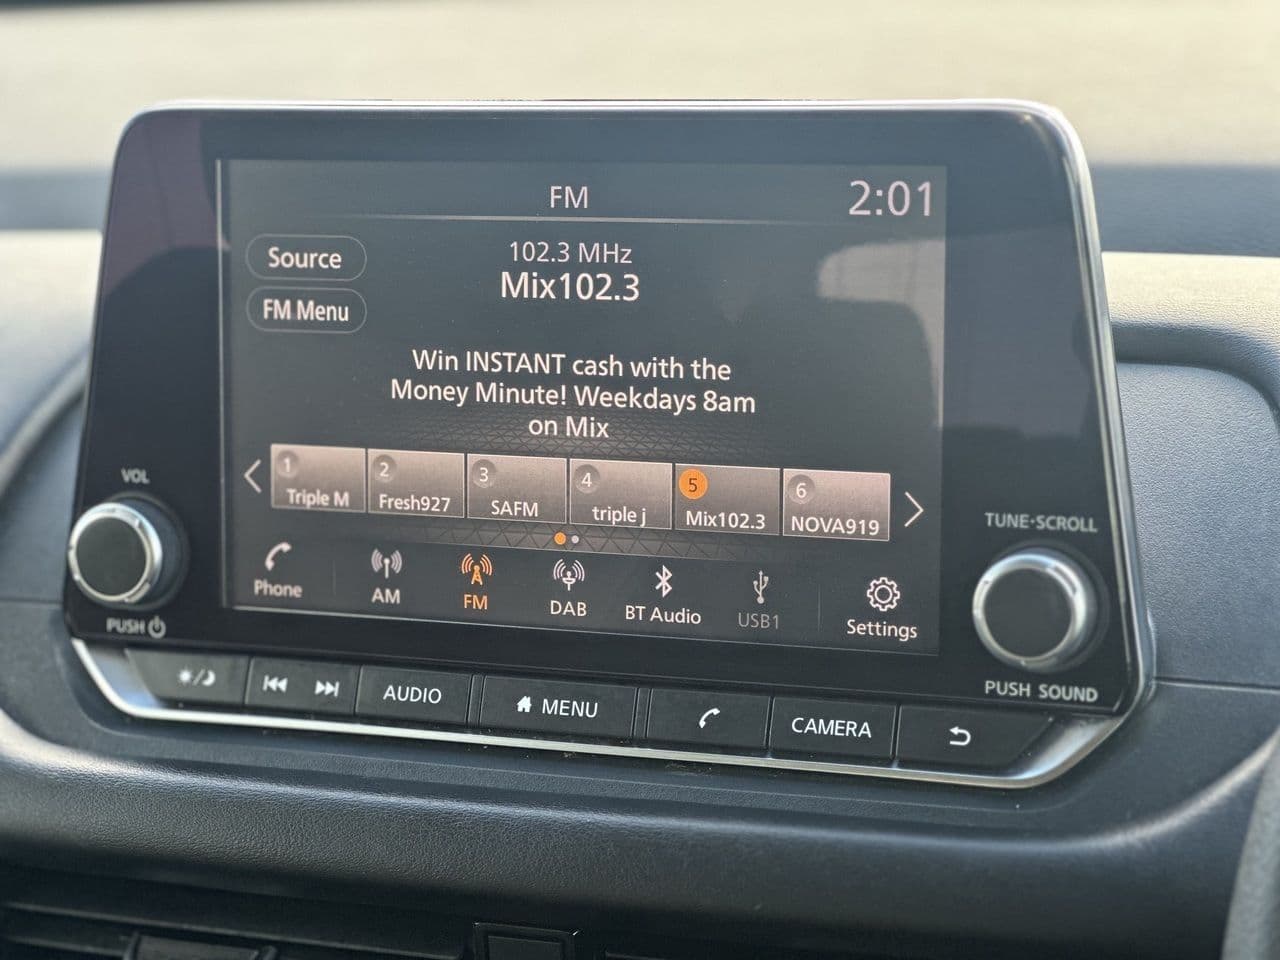 FM
2:01
Source
102.3 MHz
Mix102.3
FM Menu
Win INSTANT cash with the
Money Minute! Weekdays 8am
on Mix
1 Triple M
2 Fresh927
3 SAFM
4 triple j
5 Mix102.3
6 NOVA919
VOL
TUNE·SCROLL
Phone
AM
FM
DAB
BT Audio
USB1
Settings
PUSH
PUSH SOUND
AUDIO
MENU
CAMERA